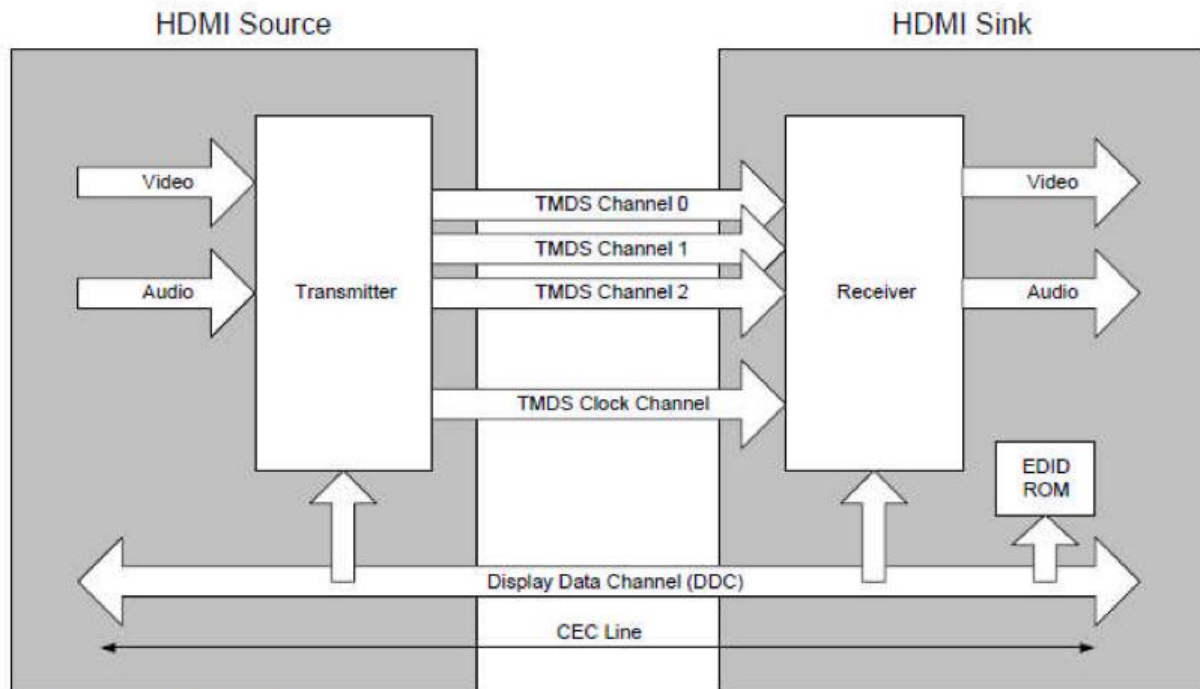 HDMI Source
HDMI Sink
Video
Audio
Transmitter
TMDS Channel 0
TMDS Channel 1
TMDS Channel 2
TMDS Clock Channel
Receiver
Video
Audio
EDID
ROM
Display Data Channel (DDC)
CEC Line